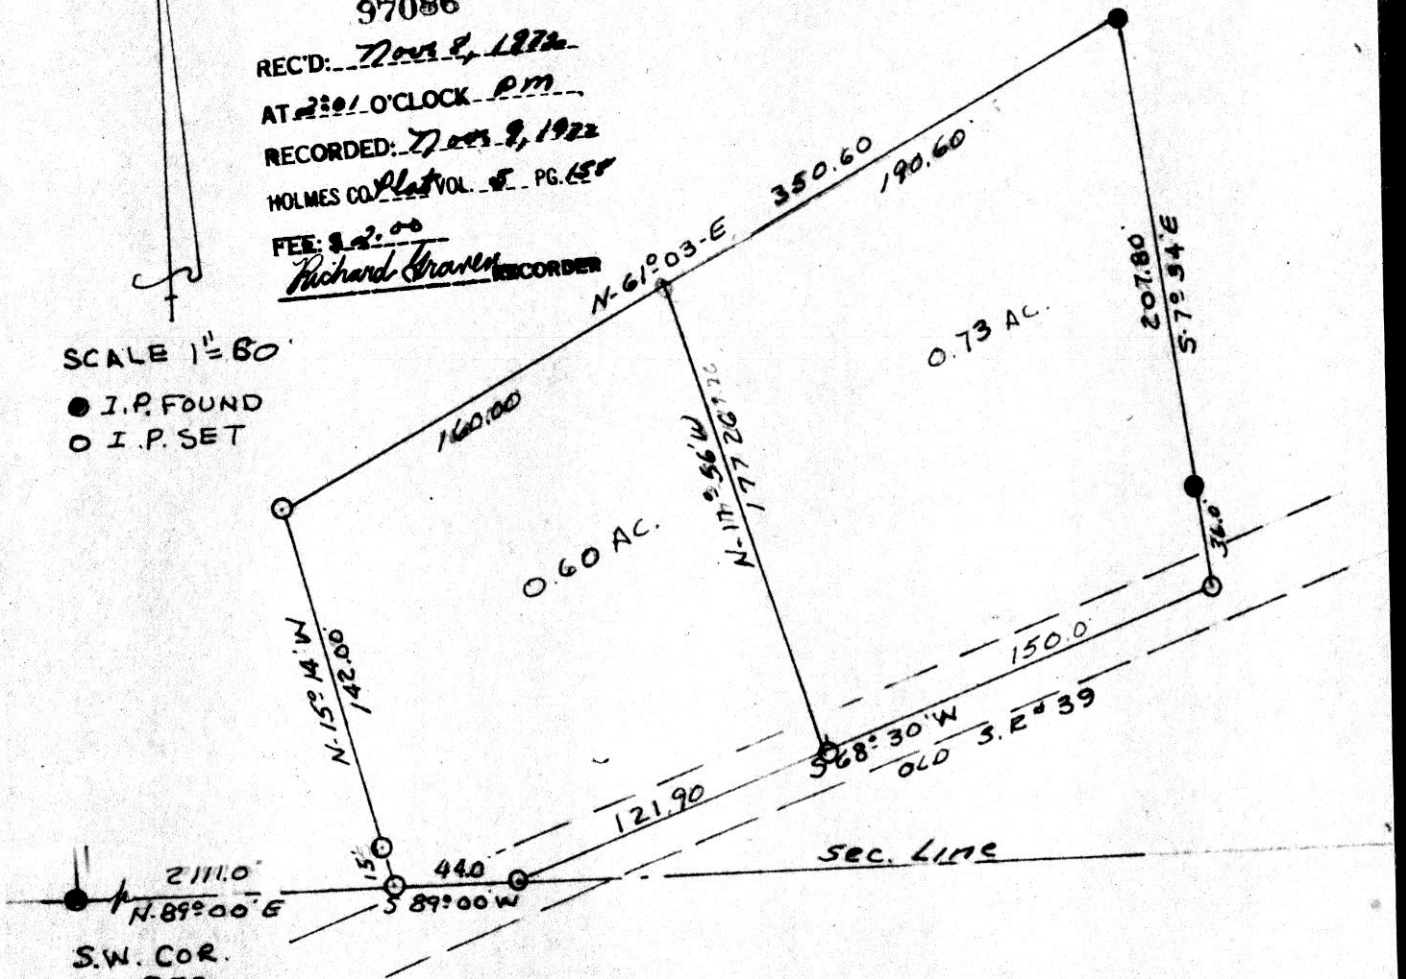 97086
REC'D: Nov 8, 1972
AT 2:01 O'CLOCK PM
RECORDED: Nov 9, 1972
HOLMES CO. Plat VOL. 5 PG. 158
FEE: $2.00
Richard Graven RECORDER
SCALE 1"=60'
I.P. FOUND
I.P. SET
N-61°03-E
350.60
190.60'
160.00
207.80'
S-7°54'E
36.0'
0.73 AC.
0.60 AC.
N-17°56'W
N-15°14'W
142.00'
15'
150.0'
S 68°30'W
OLD S.R.#39
121.90
Sec. Line
44.0
S 89°00'W
2111.0'
N-89°00'E
S.W. COR.